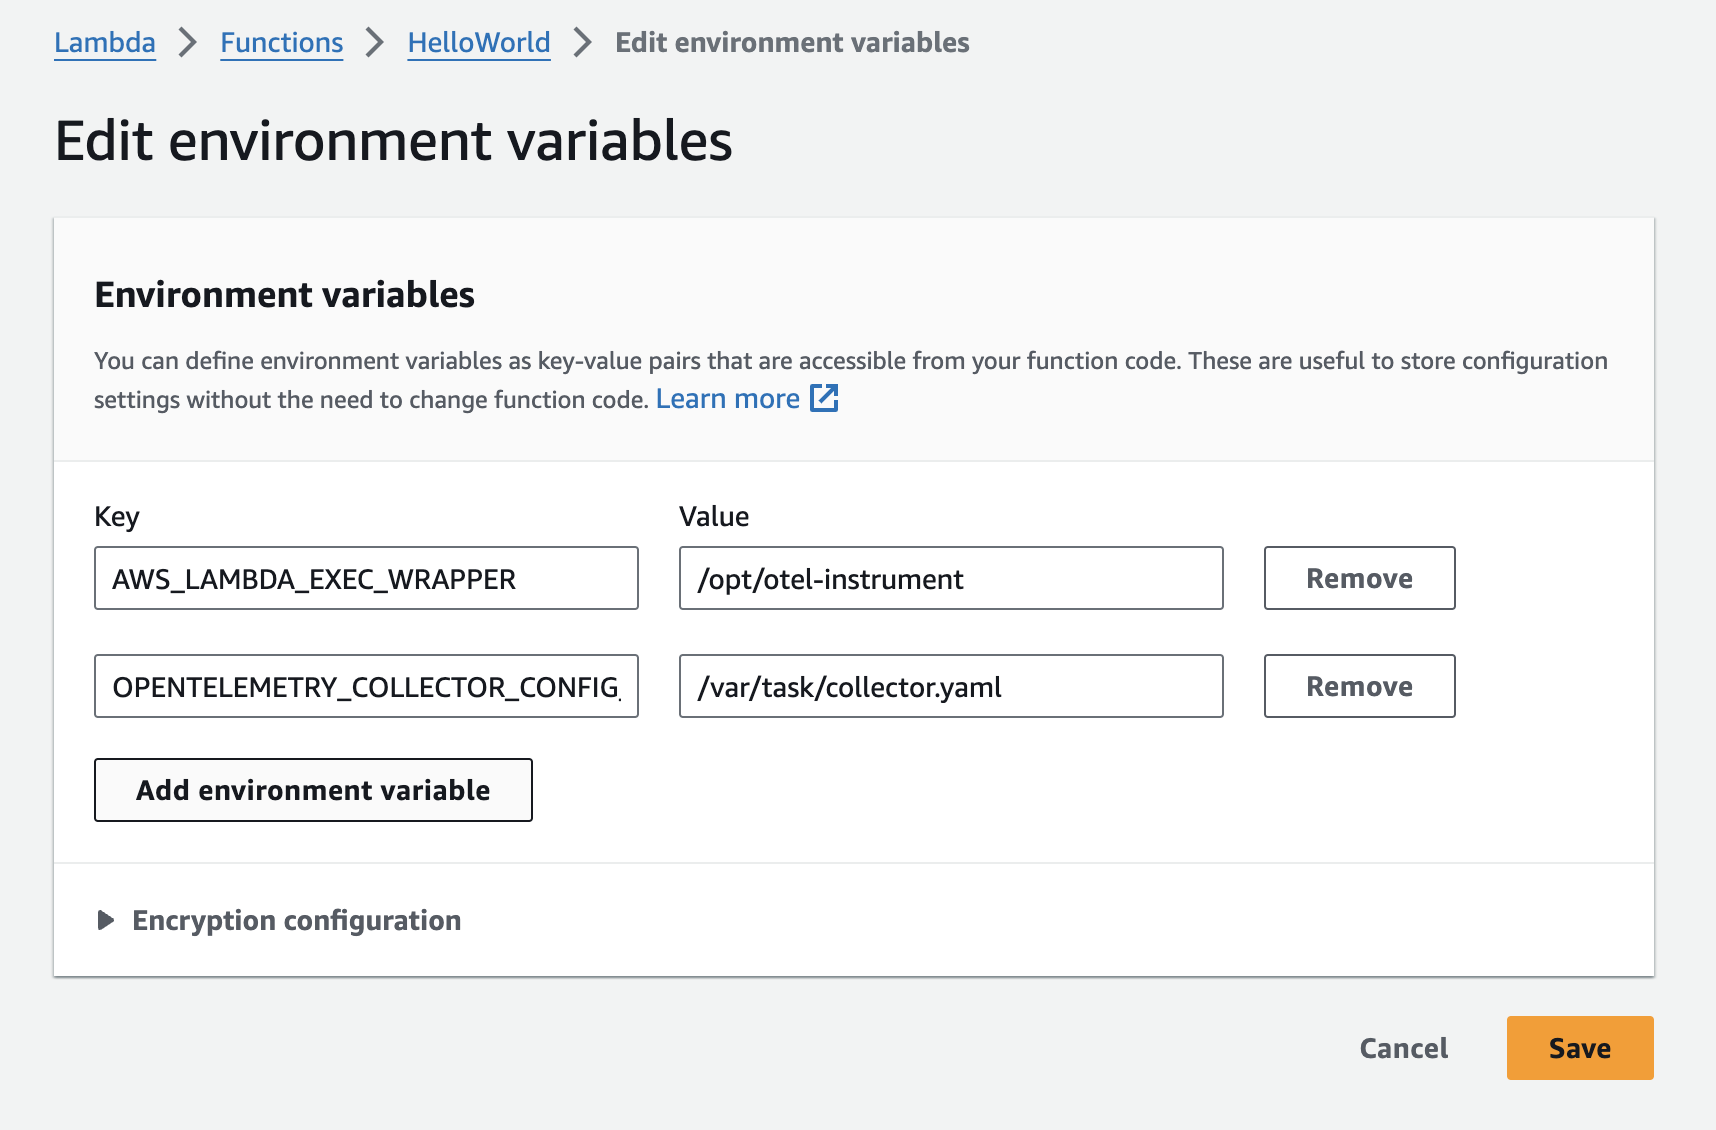 Lambda > Functions > HelloWorld > Edit environment variables
Edit environment variables
Environment variables
You can define environment variables as key-value pairs that are accessible from your function code. These are useful to store configuration
settings without the need to change function code. Learn more
Key Value
AWS_LAMBDA_EXEC_WRAPPER /opt/otel-instrument Remove
OPENTELEMETRY_COLLECTOR_CONFIG_ /var/task/collector.yaml Remove
Add environment variable
Encryption configuration
Cancel Save